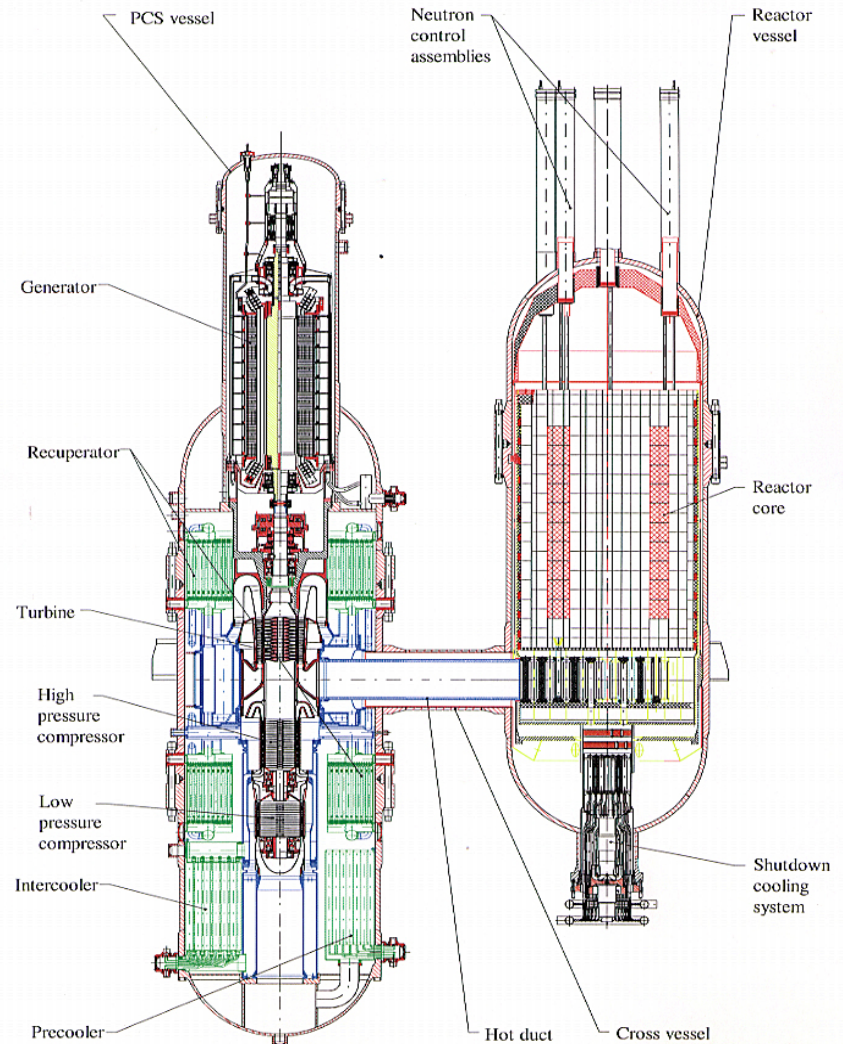 PCS vessel
Neutron
control
assemblies
Reactor
vessel
Generator
Recuperator
Reactor
core
Turbine
High
pressure
compressor
Low
pressure
compressor
Shutdown
cooling
system
Intercooler
Precooler
Hot duct
Cross vessel